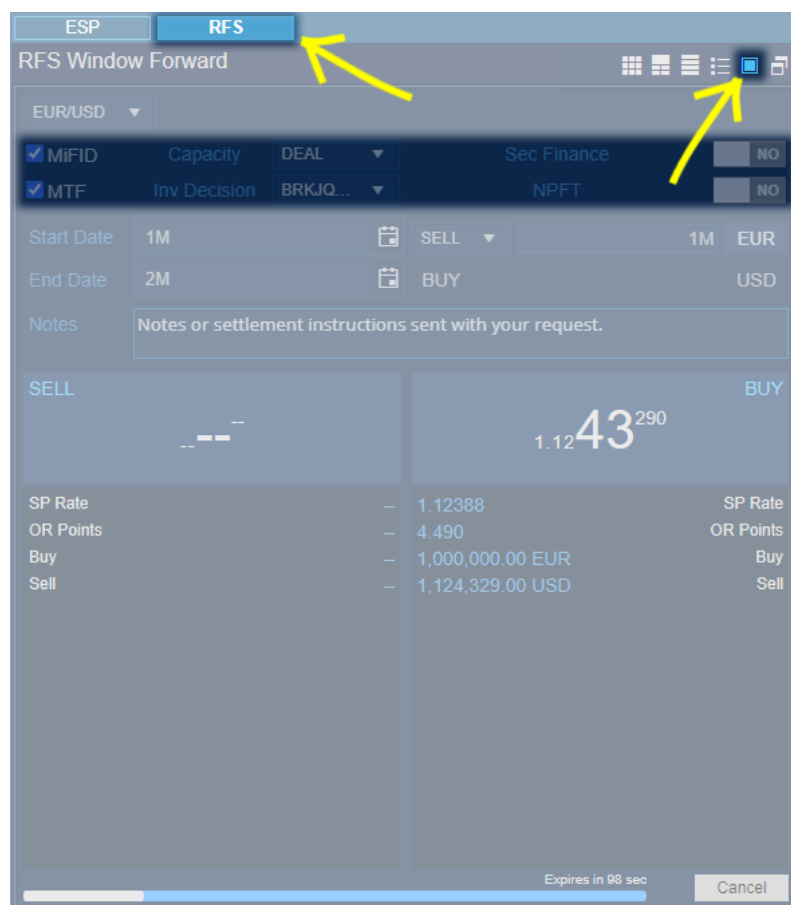 ESP RFS
RFS Window Forward
EUR/USD
MiFID Capacity DEAL Sec Finance NO
MTF Inv Decision BRKJQ... NPFT NO
Start Date 1M SELL 1M EUR
End Date 2M BUY USD
Notes Notes or settlement instructions sent with your request.
SELL BUY
-- -- -- 1.12 43 290
SP Rate -- 1.12388 SP Rate
OR Points -- 4.490 OR Points
Buy -- 1,000,000.00 EUR Buy
Sell -- 1,124,329.00 USD Sell
Expires in 98 sec Cancel